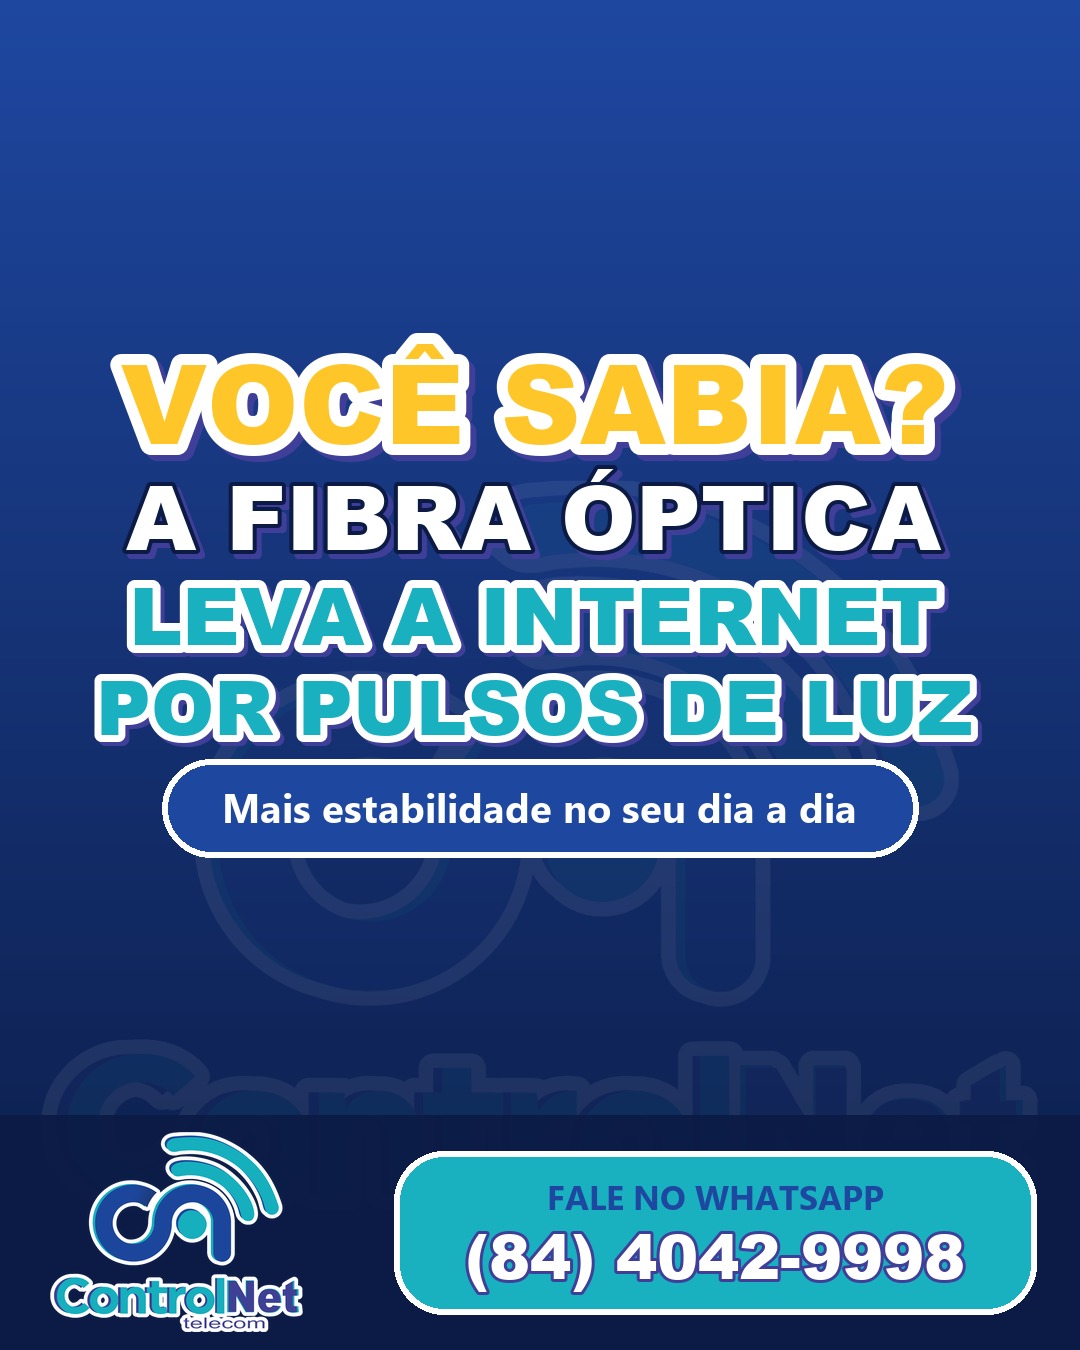 VOCÊ SABIA?
A FIBRA ÓPTICA
LEVA A INTERNET
POR PULSOS DE LUZ
Mais estabilidade no seu dia a dia
ControlNet
ControlNet
telecom
FALE NO WHATSAPP
(84) 4042-9998